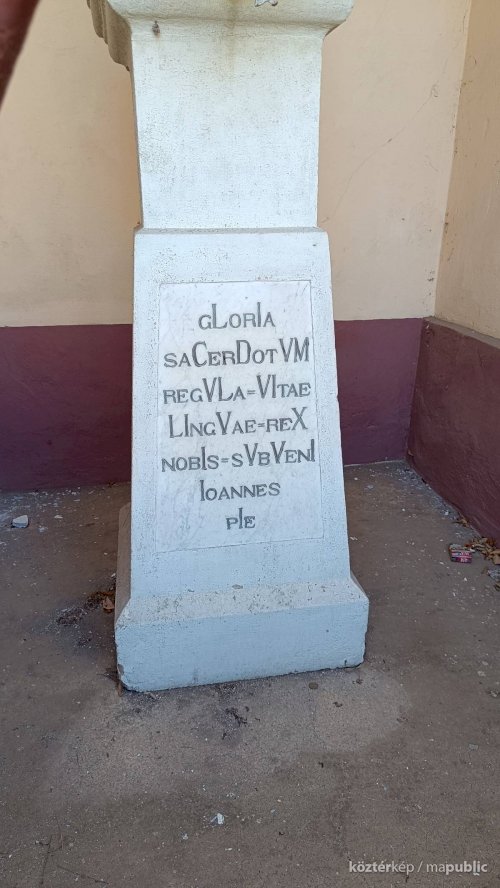 gLorIa
saCerDotVM
regVLa=VItae
LIngVae=reX
nobIs=sVbVenI
Ioannes
pIe
köztérkép / mapublic